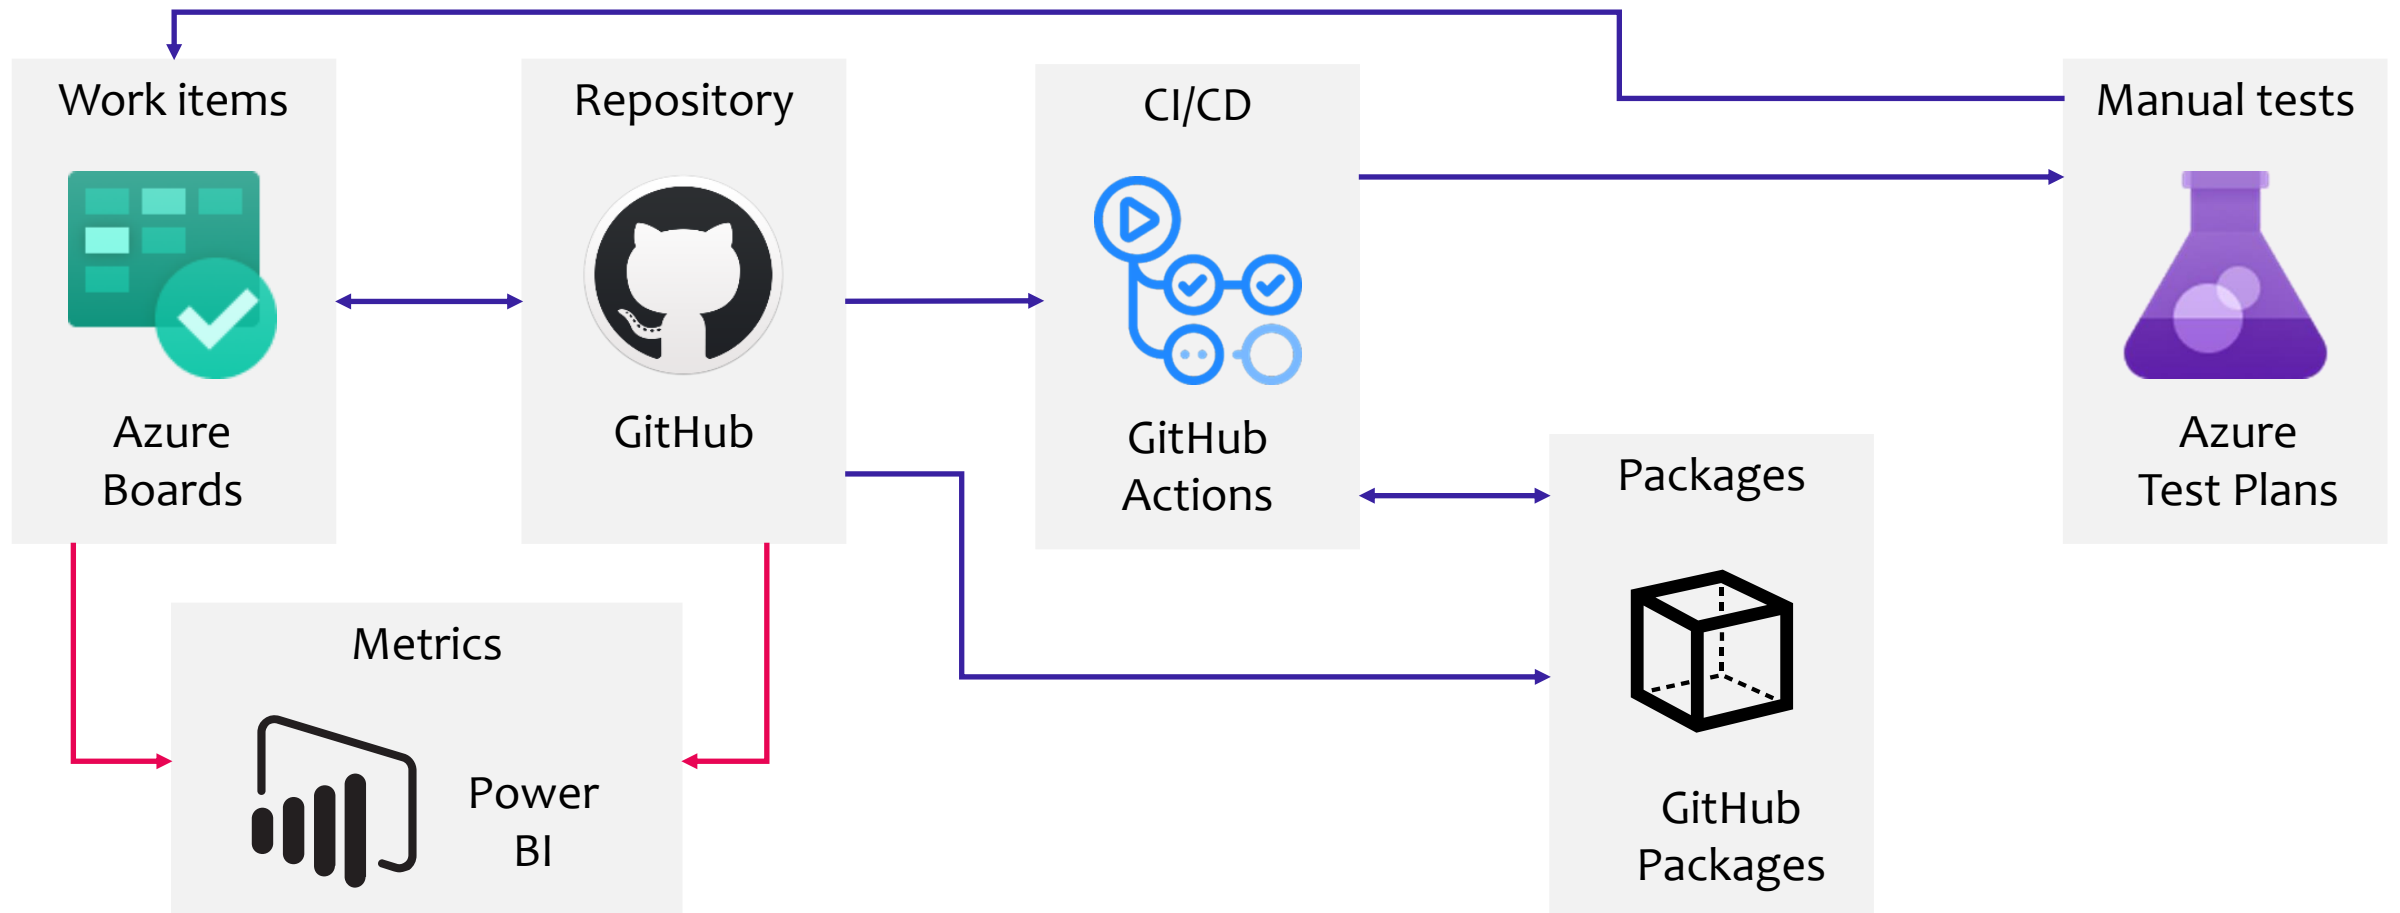 Work items
Azure
Boards
Repository
GitHub
CI/CD
GitHub
Actions
Manual tests
Azure
Test Plans
Packages
GitHub
Packages
Metrics
Power
BI